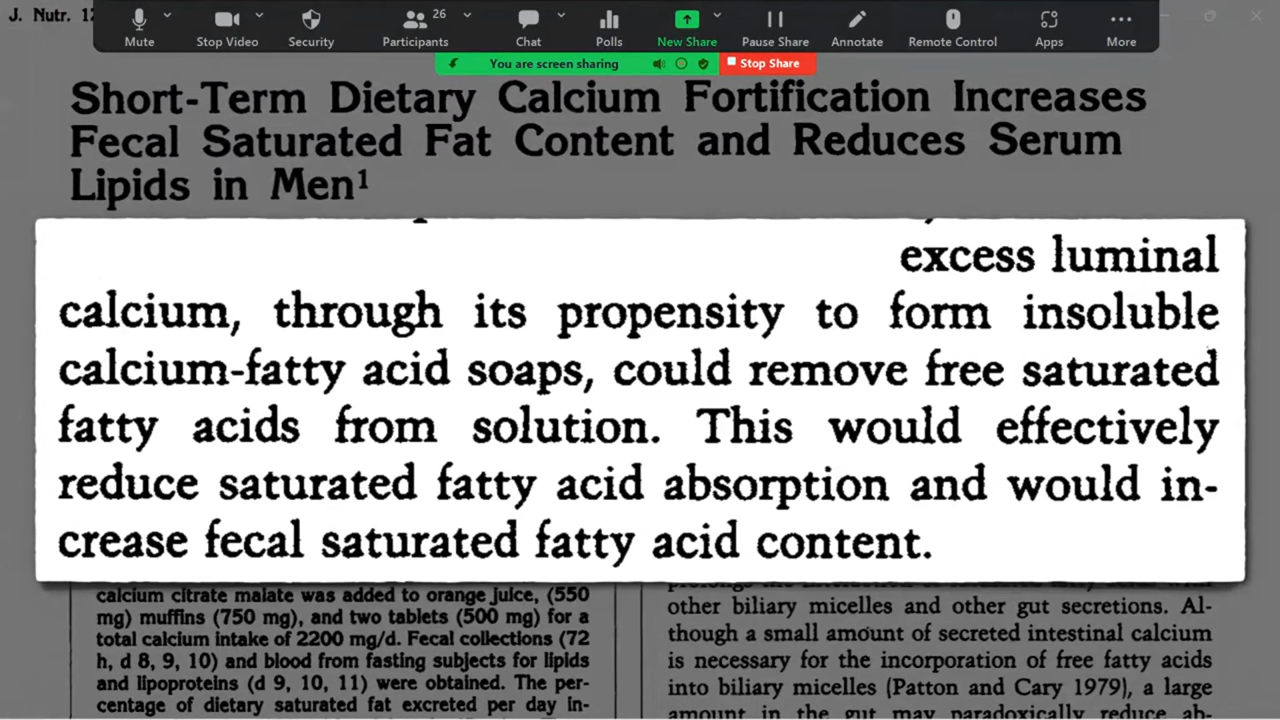 J. Nutr. 12
26
Mute
Stop Video
Security
Participants
Chat
Polls
New Share
Pause Share
Annotate
Remote Control
Apps
More
You are screen sharing
Stop Share
Short-Term Dietary Calcium Fortification Increases
Fecal Saturated Fat Content and Reduces Serum
Lipids in Men¹
excess luminal
calcium, through its propensity to form insoluble
calcium-fatty acid soaps, could remove free saturated
fatty acids from solution. This would effectively
reduce saturated fatty acid absorption and would in-
crease fecal saturated fatty acid content.
calcium citrate malate was added to orange juice, (550
mg) muffins (750 mg), and two tablets (500 mg) for a
total calcium intake of 2200 mg/d. Fecal collections (72
h, d 8, 9, 10) and blood from fasting subjects for lipids
and lipoproteins (d 9, 10, 11) were obtained. The per-
centage of dietary saturated fat excreted per day in-
other biliary micelles and other gut secretions. Al-
though a small amount of secreted intestinal calcium
is necessary for the incorporation of free fatty acids
into biliary micelles (Patton and Cary 1979), a large
amount in the gut may paradoxically reduce ab-